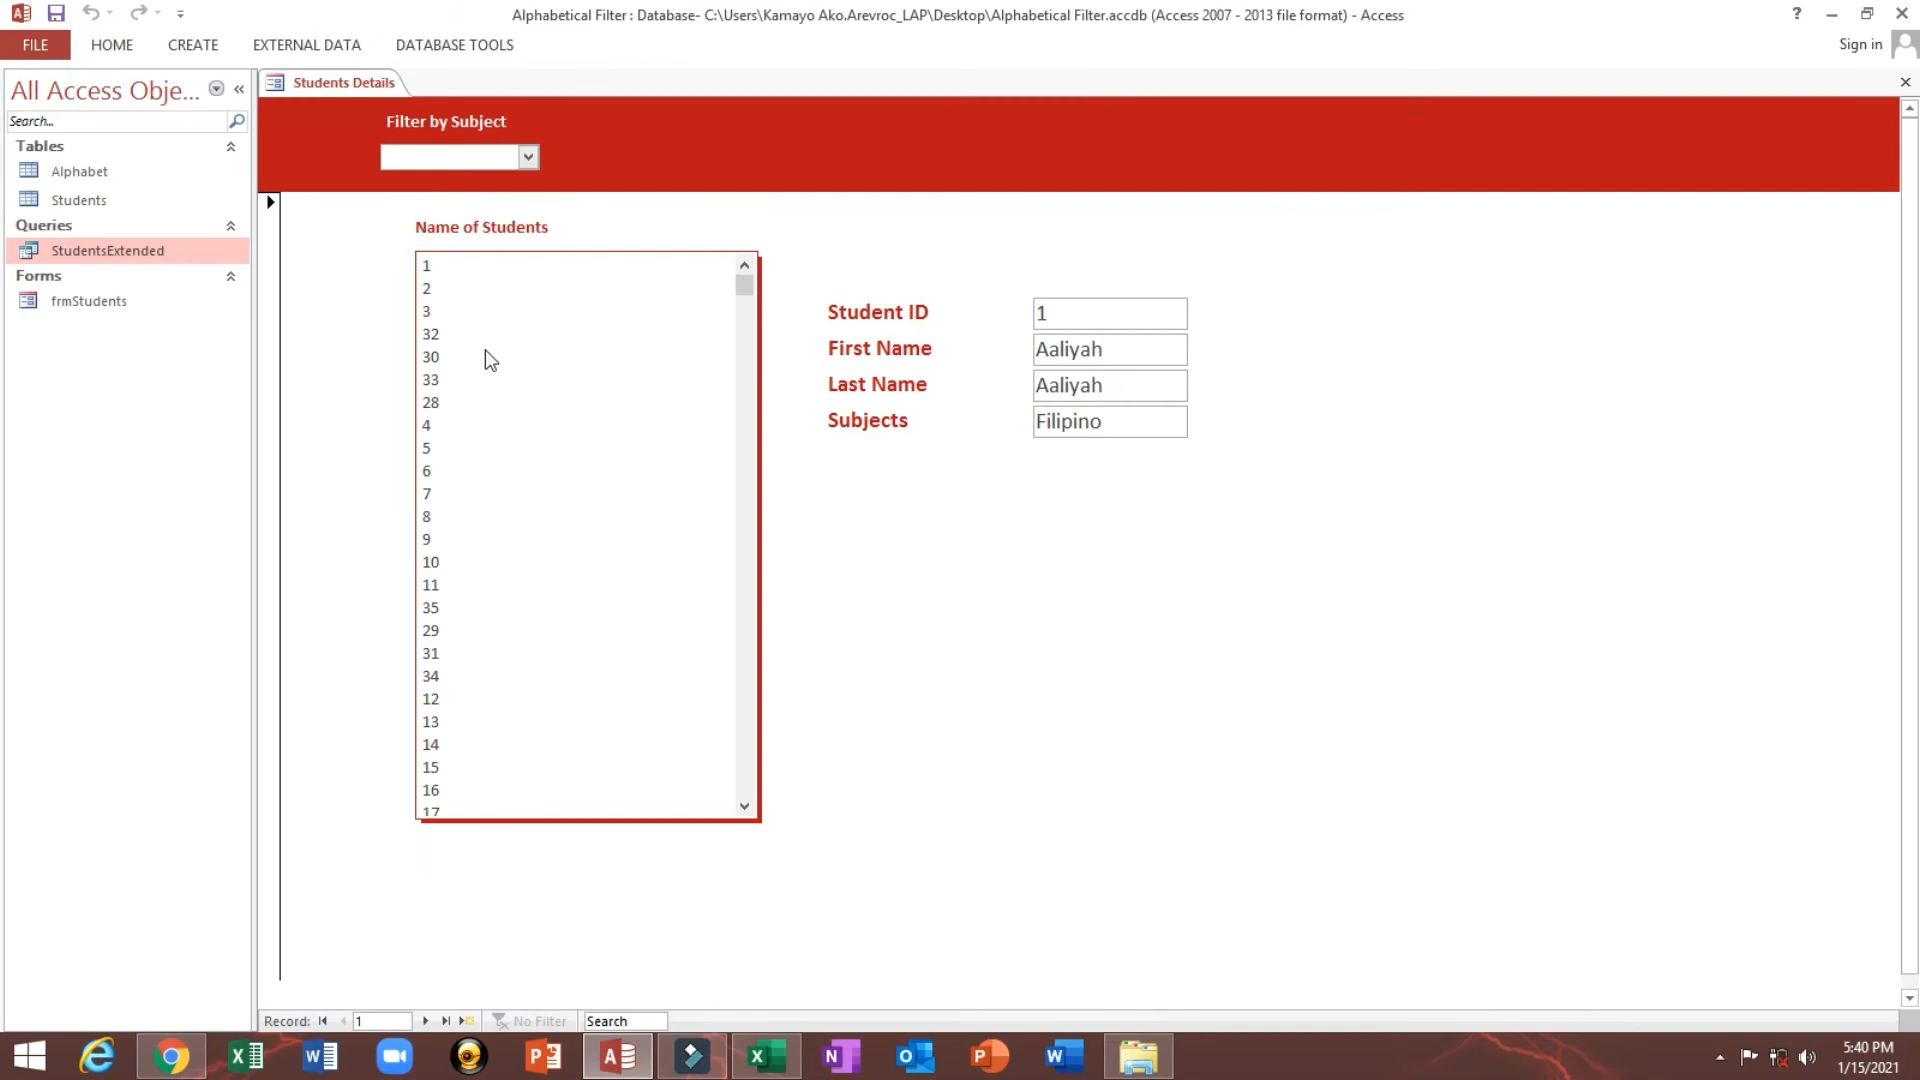 Alphabetical Filter : Database- C:\Users\Kamayo Ako.Arevroc_LAP\Desktop\Alphabetical Filter.accdb (Access 2007 - 2013 file format) - Access
?
FILE
HOME
CREATE
EXTERNAL DATA
DATABASE TOOLS
Sign in
All Access Obje...
Search...
Tables
Alphabet
Students
Queries
StudentsExtended
Forms
frmStudents
Students Details
Filter by Subject
Name of Students
1
2
3
32
30
33
28
4
5
6
7
8
9
10
11
35
29
31
34
12
13
14
15
16
17
Student ID
1
First Name
Aaliyah
Last Name
Aaliyah
Subjects
Filipino
Record:
1
No Filter
Search
5:40 PM
1/15/2021